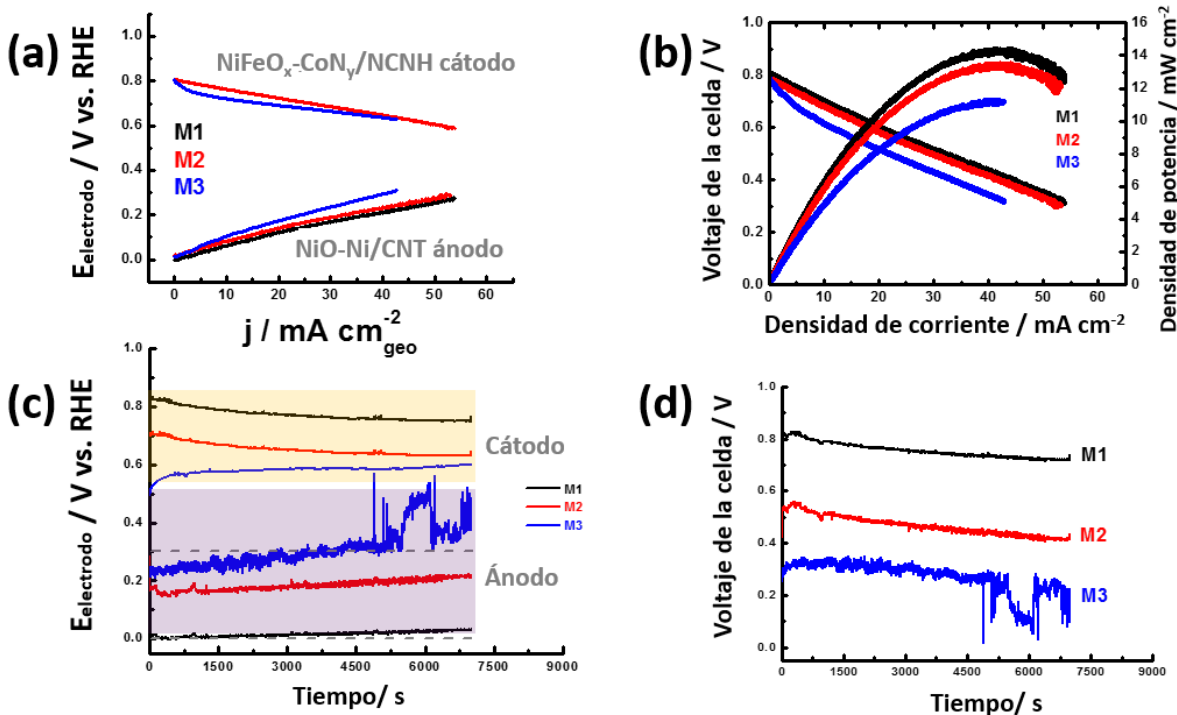 (a)
Eelectrodo / V vs. RHE
1.0
0.8
0.6
0.4
0.2
0.0
NiFeOx-CoNy/NCNH cátodo
M1
M2
M3
NiO-Ni/CNT ánodo
0 10 20 30 40 50 60
j / mA cm-2geo
(b)
Voltaje de la celda / V
1.0
0.8
0.6
0.4
0.2
0.0
M1
M2
M3
16
14
12
10
8
6
4
2
0
Densidad de potencia / mW cm-2
0 10 20 30 40 50 60
Densidad de corriente / mA cm-2
(c)
Eelectrodo / V vs. RHE
1.0
0.8
0.6
0.4
0.2
0.0
Cátodo
M1
M2
M3
Ánodo
0 1500 3000 4500 6000 7500 9000
Tiempo/ s
(d)
Voltaje de la celda / V
1.0
0.8
0.6
0.4
0.2
0.0
M1
M2
M3
0 1500 3000 4500 6000 7500 9000
Tiempo/ s